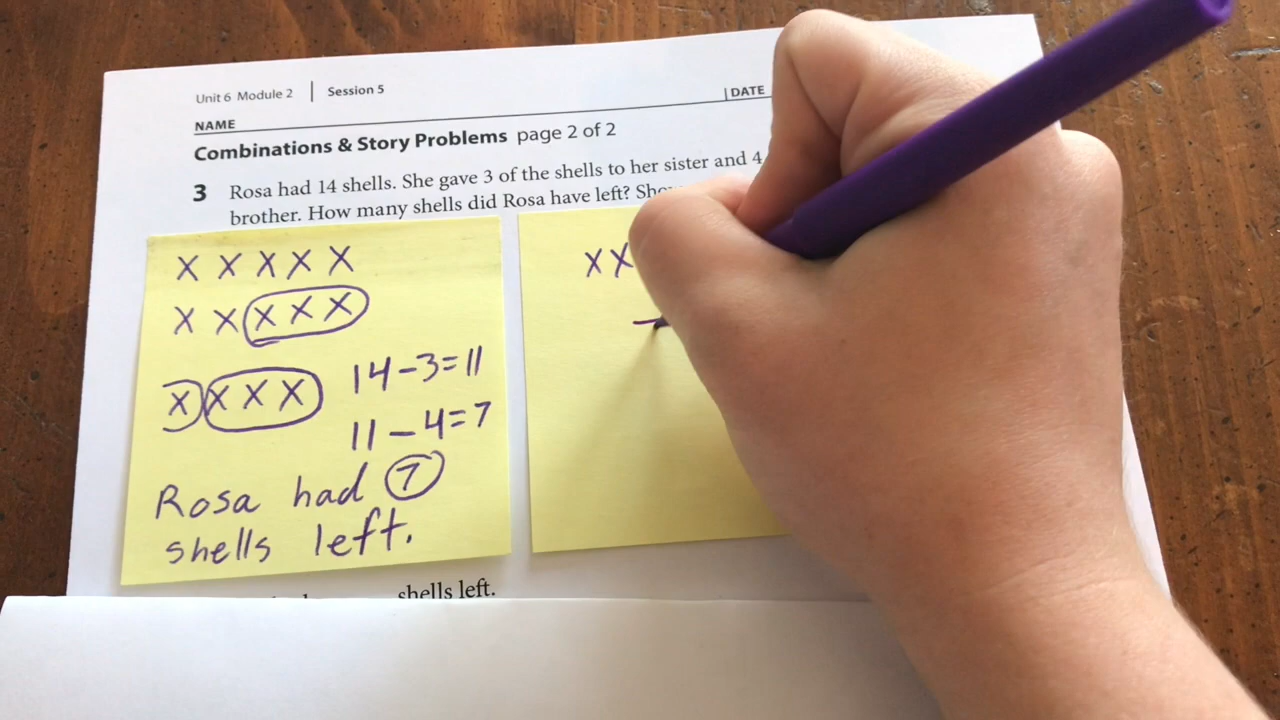 Unit 6 Module 2 | Session 5
NAME
| DATE
Combinations & Story Problems page 2 of 2
3 Rosa had 14 shells. She gave 3 of the shells to her sister and 4
brother. How many shells did Rosa have left?
X X X X X
X X X X X
X X X X
14-3=11
11-4=7
Rosa had 7
shells left.
XX
shells left.